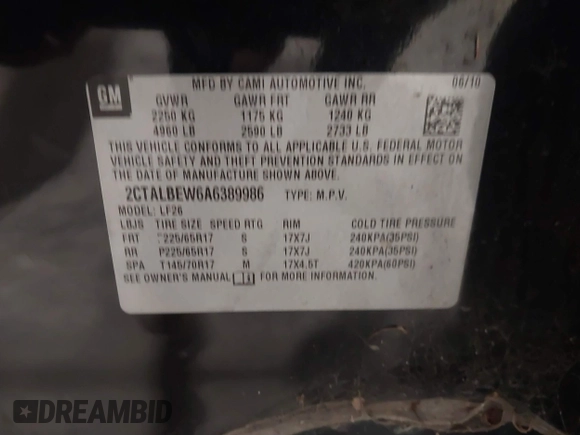 GM
MFD BY CAMI AUTOMOTIVE INC. 06/10
GVWR GAWR FRT GAWR RR
2250 KG 1175 KG 1240 KG
4960 LB 2590 LB 2733 LB
THIS VEHICLE CONFORMS TO ALL APPLICABLE U.S. FEDERAL MOTOR
VEHICLE SAFETY AND THEFT PREVENTION STANDARDS IN EFFECT ON
THE DATE OF MANUFACTURE SHOWN ABOVE.
2CTALBEW6A6389986 TYPE: M.P.V.
MODEL: LF26
LBJS TIRE SIZE SPEED RTG RIM COLD TIRE PRESSURE
FRT P225/65R17 S 17X7J 240KPA(35PSI)
RR P225/65R17 S 17X7J 240KPA(35PSI)
SPA T145/70R17 M 17X4.5T 420KPA(60PSI)
SEE OWNER'S MANUAL FOR MORE INFORMATION.
DREAMBID